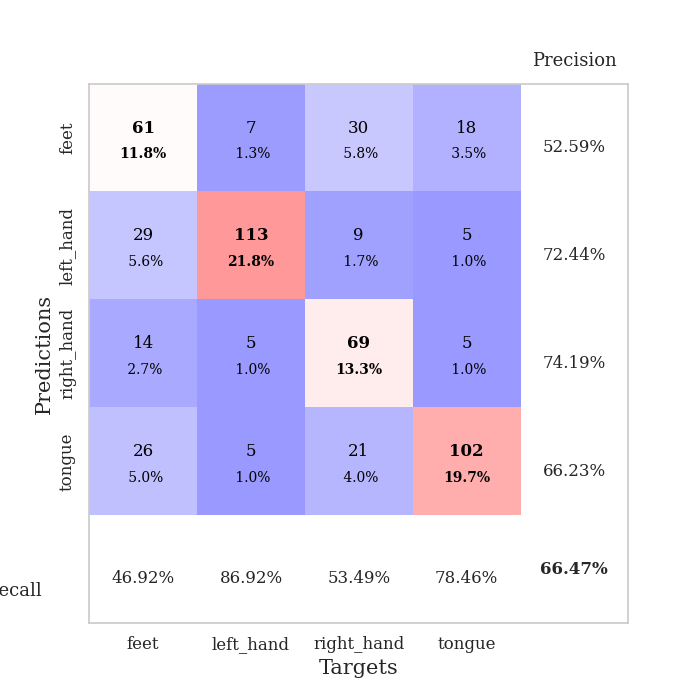 Precision
feet 61 7 30 18 52.59%
11.8% 1.3% 5.8% 3.5%
left_hand 29 113 9 5 72.44%
5.6% 21.8% 1.7% 1.0%
Predictions
right_hand 14 5 69 5 74.19%
2.7% 1.0% 13.3% 1.0%
tongue 26 5 21 102 66.23%
5.0% 1.0% 4.0% 19.7%
ecall 46.92% 86.92% 53.49% 78.46% 66.47%
feet left_hand right_hand tongue
Targets